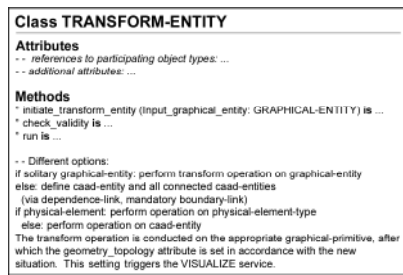 Class TRANSFORM-ENTITY
Attributes
- - references to participating object types: ...
- - additional attributes: ...
Methods
* initiate_transform_entity (Input_graphical_entity: GRAPHICAL-ENTITY) is ...
* check_validity is ...
* run is ...
- - Different options:
if solitary graphical-entity: perform transform operation on graphical-entity
else: define caad-entity and all connected caad-entities
(via dependence-link, mandatory boundary-link)
if physical-element: perform operation on physical-element-type
else: perform operation on caad-entity
The transform operation is conducted on the appropriate graphical-primitive, after
which the geometry_topology attribute is set in accordance with the new
situation. This setting triggers the VISUALIZE service.